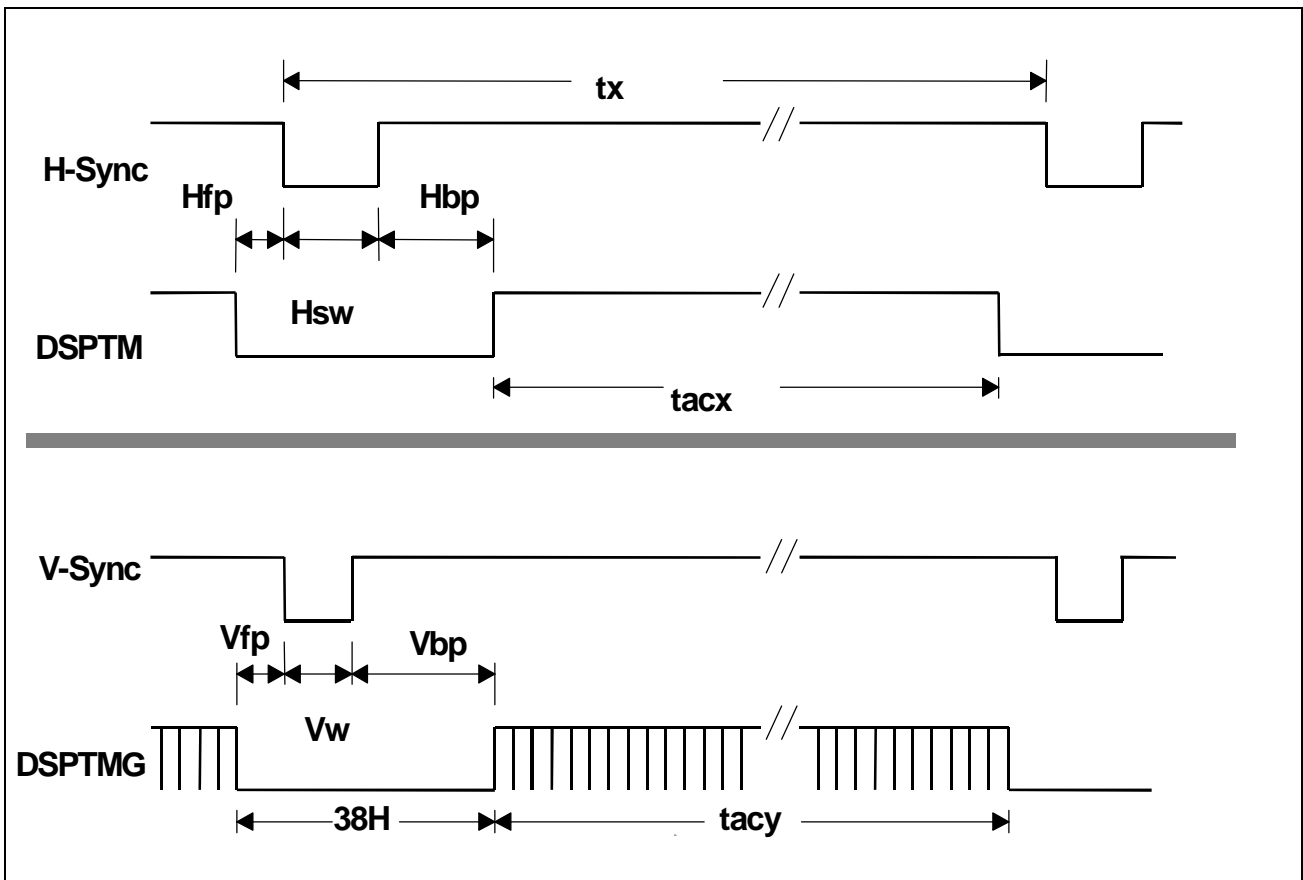 tx
H-Sync
Hfp
Hbp
Hsw
DSPTM
tacx
V-Sync
Vfp
Vbp
Vw
DSPTMG
38H
tacy